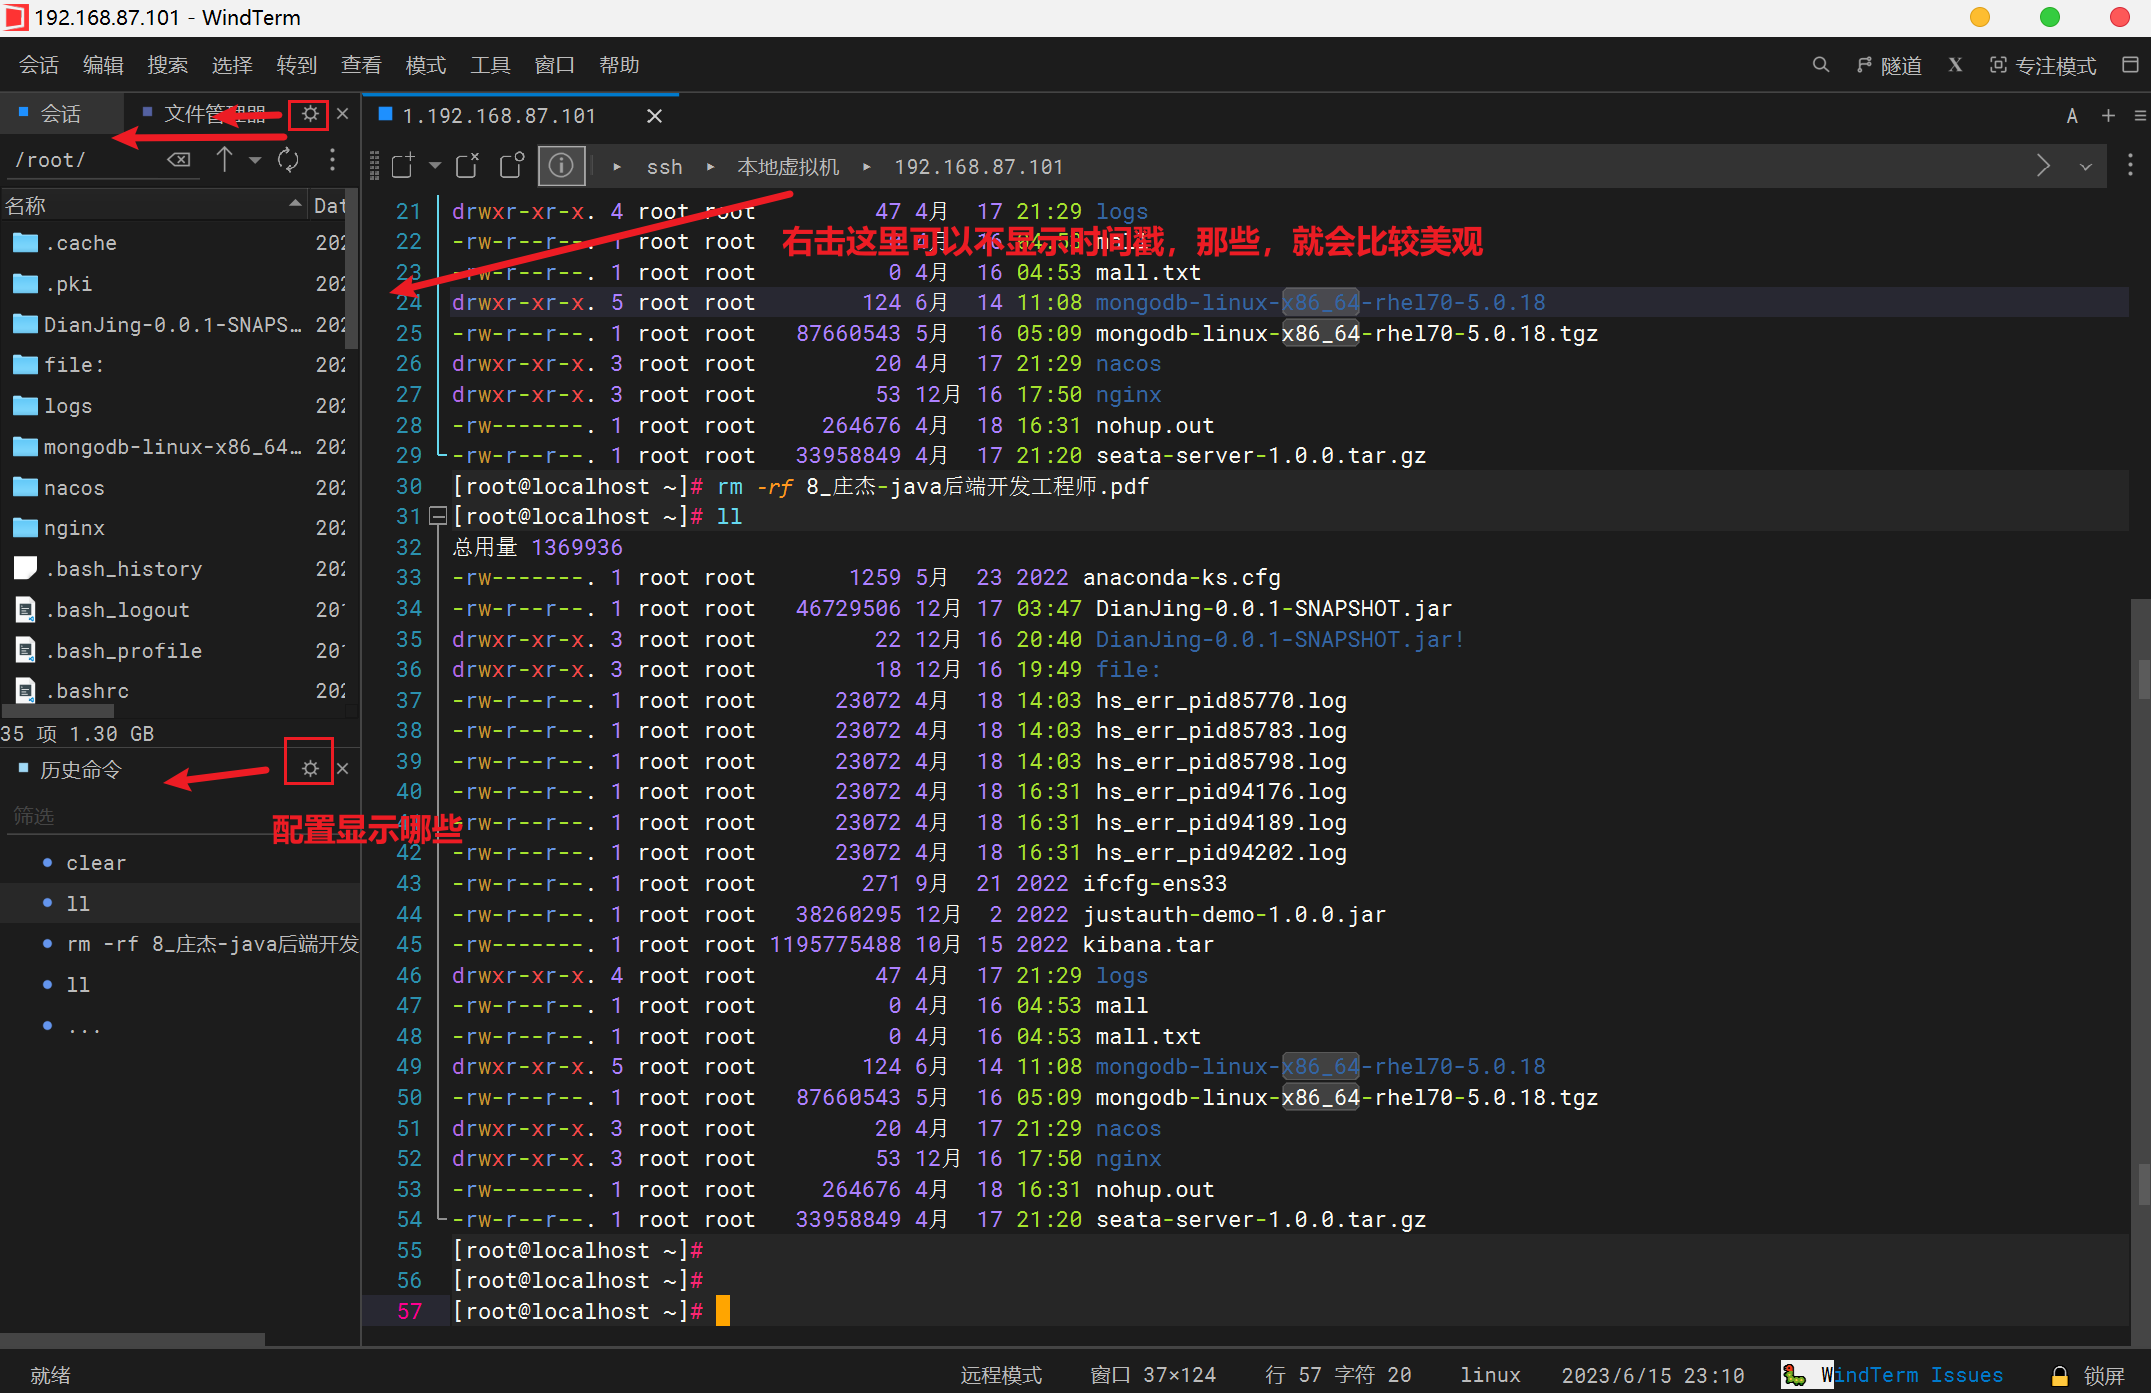 192.168.87.101 - WindTerm
会话 编辑 搜索 选择 转到 查看 模式 工具 窗口 帮助 隧道 X 专注模式
会话 文件管理器
1.192.168.87.101 A
/root/
ssh 本地虚拟机 192.168.87.101
名称 Dat
.cache 202
.pki 202
DianJing-0.0.1-SNAPS… 202
file: 202
logs 202
mongodb-linux-x86_64… 202
nacos 202
nginx 202
.bash_history 202
.bash_logout 201
.bash_profile 201
.bashrc 202
35 项 1.30 GB
历史命令
筛选
clear
ll
rm -rf 8_庄杰-java后端开发
ll
...
右击这里可以不显示时间戳，那些，就会比较美观
配置显示哪些
21 drwxr-xr-x. 4 root root 47 4月 17 21:29 logs
22 -rw-r--r--. 1 root root 0 4月 16 04:53 mall
23 -rw-r--r--. 1 root root 0 4月 16 04:53 mall.txt
24 drwxr-xr-x. 5 root root 124 6月 14 11:08 mongodb-linux-x86_64-rhel70-5.0.18
25 -rw-r--r--. 1 root root 87660543 5月 16 05:09 mongodb-linux-x86_64-rhel70-5.0.18.tgz
26 drwxr-xr-x. 3 root root 20 4月 17 21:29 nacos
27 drwxr-xr-x. 3 root root 53 12月 16 17:50 nginx
28 -rw-------. 1 root root 264676 4月 18 16:31 nohup.out
29 -rw-r--r--. 1 root root 33958849 4月 17 21:20 seata-server-1.0.0.tar.gz
30 [root@localhost ~]# rm -rf 8_庄杰-java后端开发工程师.pdf
31 [root@localhost ~]# ll
32 总用量 1369936
33 -rw-------. 1 root root 1259 5月 23 2022 anaconda-ks.cfg
34 -rw-r--r--. 1 root root 46729506 12月 17 03:47 DianJing-0.0.1-SNAPSHOT.jar
35 drwxr-xr-x. 3 root root 22 12月 16 20:40 DianJing-0.0.1-SNAPSHOT.jar!
36 drwxr-xr-x. 3 root root 18 12月 16 19:49 file:
37 -rw-r--r--. 1 root root 23072 4月 18 14:03 hs_err_pid85770.log
38 -rw-r--r--. 1 root root 23072 4月 18 14:03 hs_err_pid85783.log
39 -rw-r--r--. 1 root root 23072 4月 18 14:03 hs_err_pid85798.log
40 -rw-r--r--. 1 root root 23072 4月 18 16:31 hs_err_pid94176.log
-rw-r--r--. 1 root root 23072 4月 18 16:31 hs_err_pid94189.log
42 -rw-r--r--. 1 root root 23072 4月 18 16:31 hs_err_pid94202.log
43 -rw-r--r--. 1 root root 271 9月 21 2022 ifcfg-ens33
44 -rw-r--r--. 1 root root 38260295 12月 2 2022 justauth-demo-1.0.0.jar
45 -rw-------. 1 root root 1195775488 10月 15 2022 kibana.tar
46 drwxr-xr-x. 4 root root 47 4月 17 21:29 logs
47 -rw-r--r--. 1 root root 0 4月 16 04:53 mall
48 -rw-r--r--. 1 root root 0 4月 16 04:53 mall.txt
49 drwxr-xr-x. 5 root root 124 6月 14 11:08 mongodb-linux-x86_64-rhel70-5.0.18
50 -rw-r--r--. 1 root root 87660543 5月 16 05:09 mongodb-linux-x86_64-rhel70-5.0.18.tgz
51 drwxr-xr-x. 3 root root 20 4月 17 21:29 nacos
52 drwxr-xr-x. 3 root root 53 12月 16 17:50 nginx
53 -rw-------. 1 root root 264676 4月 18 16:31 nohup.out
54 -rw-r--r--. 1 root root 33958849 4月 17 21:20 seata-server-1.0.0.tar.gz
55 [root@localhost ~]#
56 [root@localhost ~]#
57 [root@localhost ~]#
就绪 远程模式 窗口 37×124 行 57 字符 20 linux 2023/6/15 23:10 WindTerm Issues 锁屏